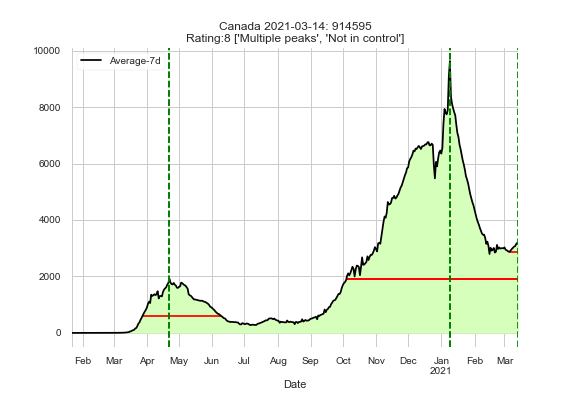 Canada 2021-03-14: 914595
Rating:8 ['Multiple peaks', 'Not in control']
Average-7d
10000
8000
6000
4000
2000
0
Feb Mar Apr May Jun Jul Aug Sep Oct Nov Dec Jan Feb Mar
2021
Date